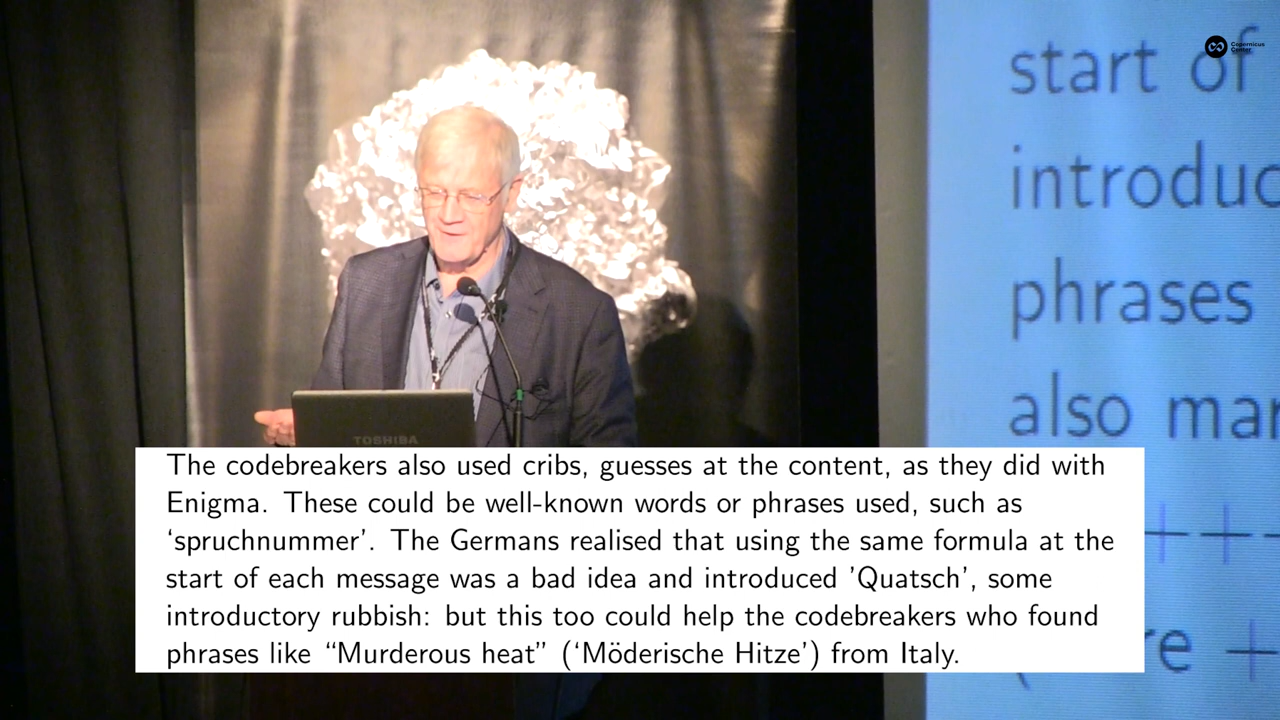 start of
Copernicus
Center
introduc
phrases
also mar
TOSHIBA
The codebreakers also used cribs, guesses at the content, as they did with
Enigma. These could be well-known words or phrases used, such as
‘spruchnummer’. The Germans realised that using the same formula at the
start of each message was a bad idea and introduced ’Quatsch’, some
introductory rubbish: but this too could help the codebreakers who found
phrases like “Murderous heat” (‘Möderische Hitze’) from Italy.
++-
re +